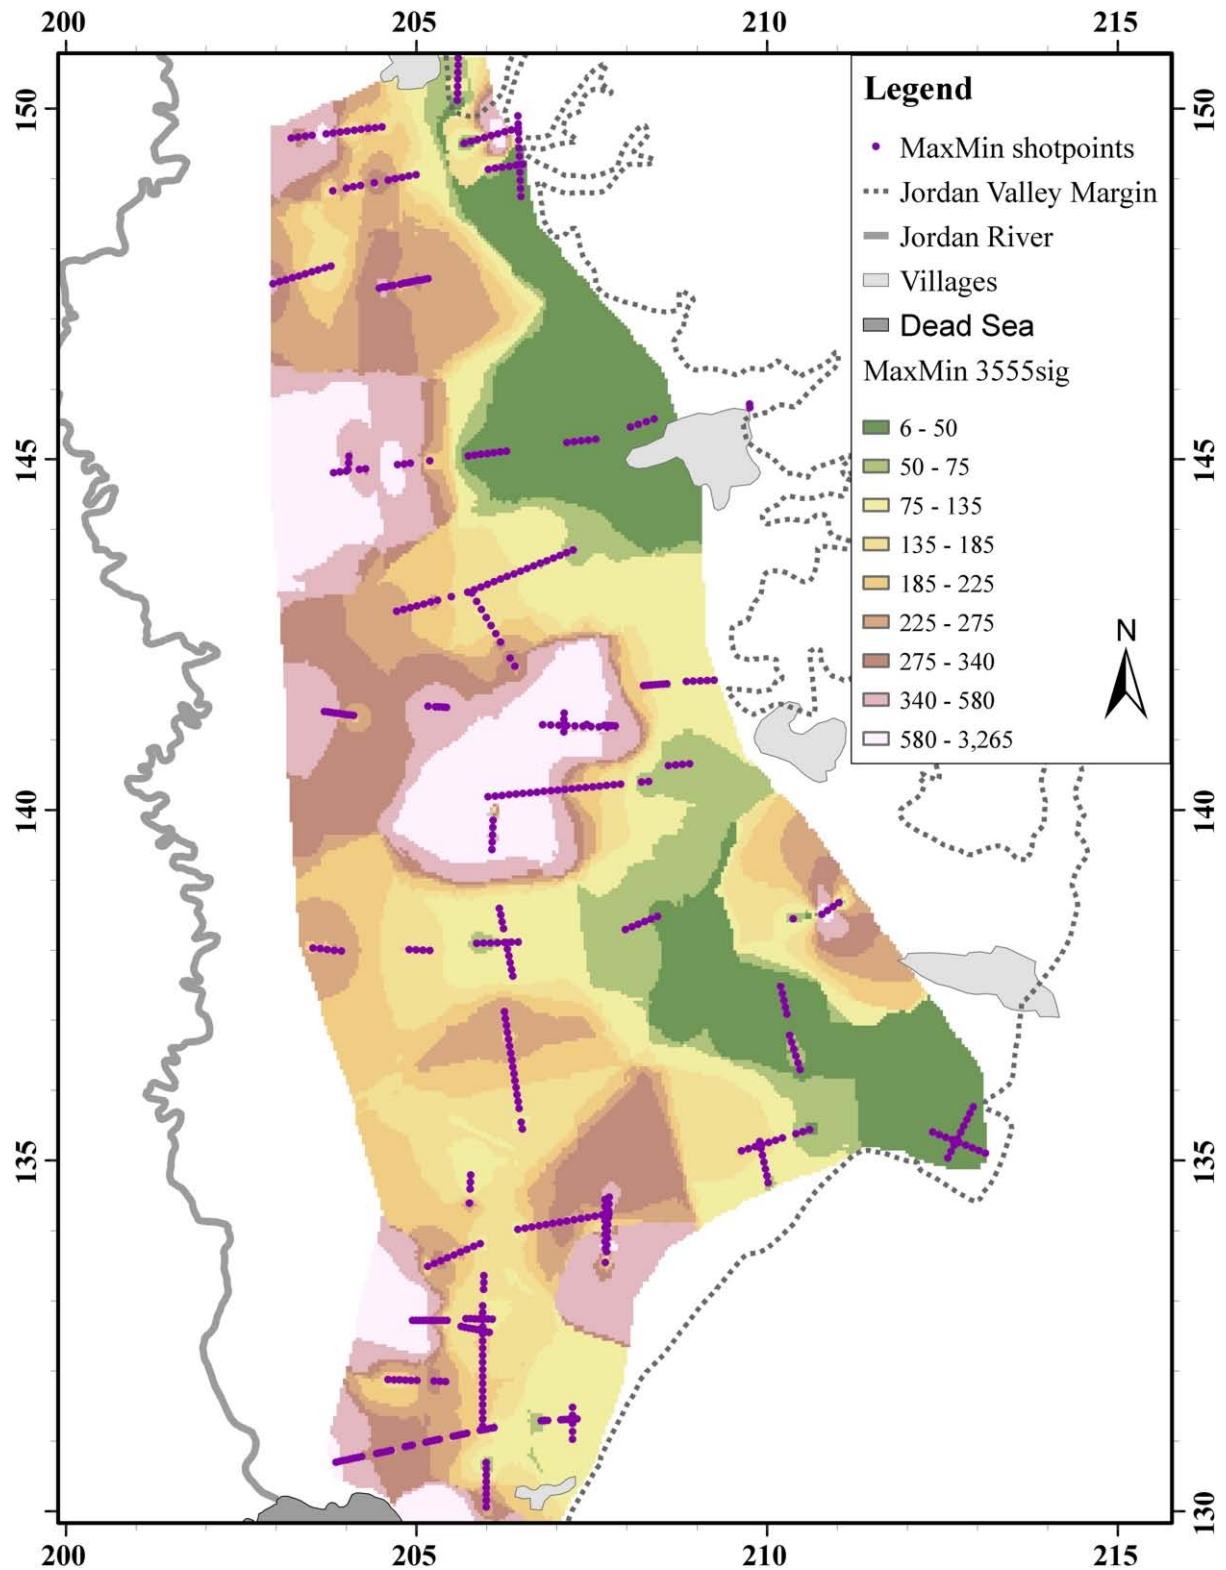 200 205 210 215
150 150
Legend
MaxMin shotpoints
Jordan Valley Margin
Jordan River
Villages
Dead Sea
MaxMin 3555sig
6 - 50
50 - 75
75 - 135
135 - 185
185 - 225
225 - 275
275 - 340
340 - 580
580 - 3,265
N
145 145
140 140
135 135
130 130
200 205 210 215